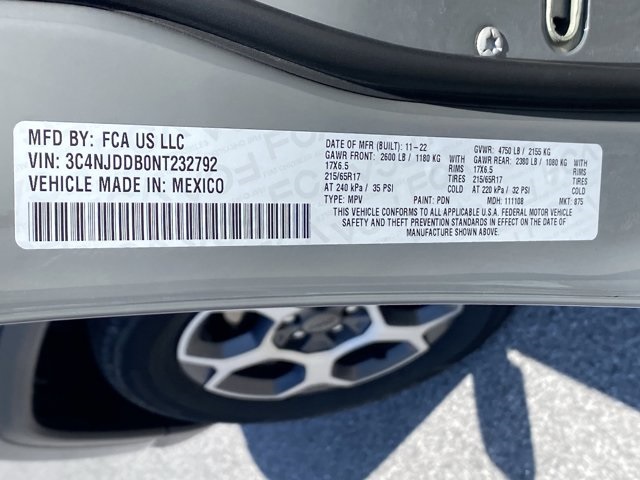 MFD BY: FCA US LLC
VIN: 3C4NJDDB0NT232792
VEHICLE MADE IN: MEXICO
DATE OF MFR (BUILT): 11-22 GVWR: 4750 LB / 2155 KG
GAWR FRONT: 2600 LB / 1180 KG WITH GAWR REAR: 2380 LB / 1080 KG WITH
17X6.5 RIMS 17X6.5 RIMS
215/65R17 TIRES 215/65R17 TIRES
AT 240 kPa / 35 PSI COLD AT 220 kPa / 32 PSI COLD
TYPE: MPV PAINT: PDN MDH: 111108 MKT: 875
THIS VEHICLE CONFORMS TO ALL APPLICABLE U.S.A. FEDERAL MOTOR VEHICLE
SAFETY AND THEFT PREVENTION STANDARDS IN EFFECT ON THE DATE OF
MANUFACTURE SHOWN ABOVE.